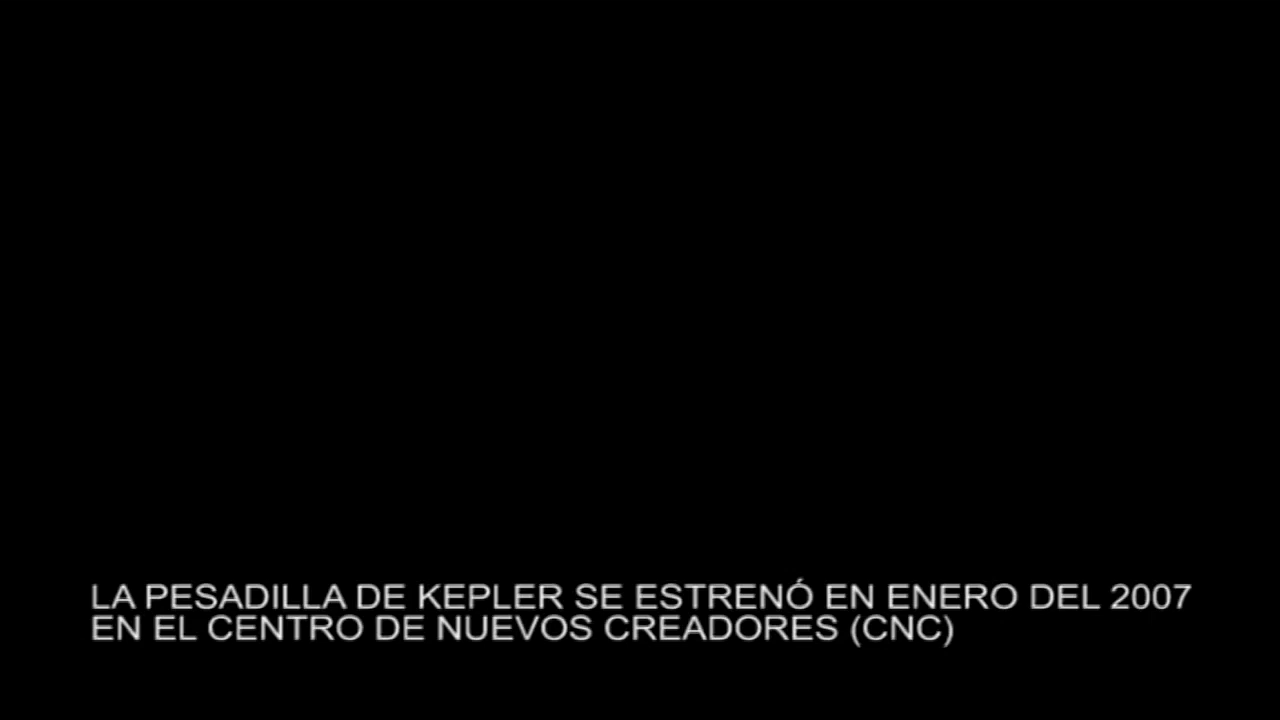 LA PESADILLA DE KEPLER SE ESTRENÓ EN ENERO DEL 2007
EN EL CENTRO DE NUEVOS CREADORES (CNC)